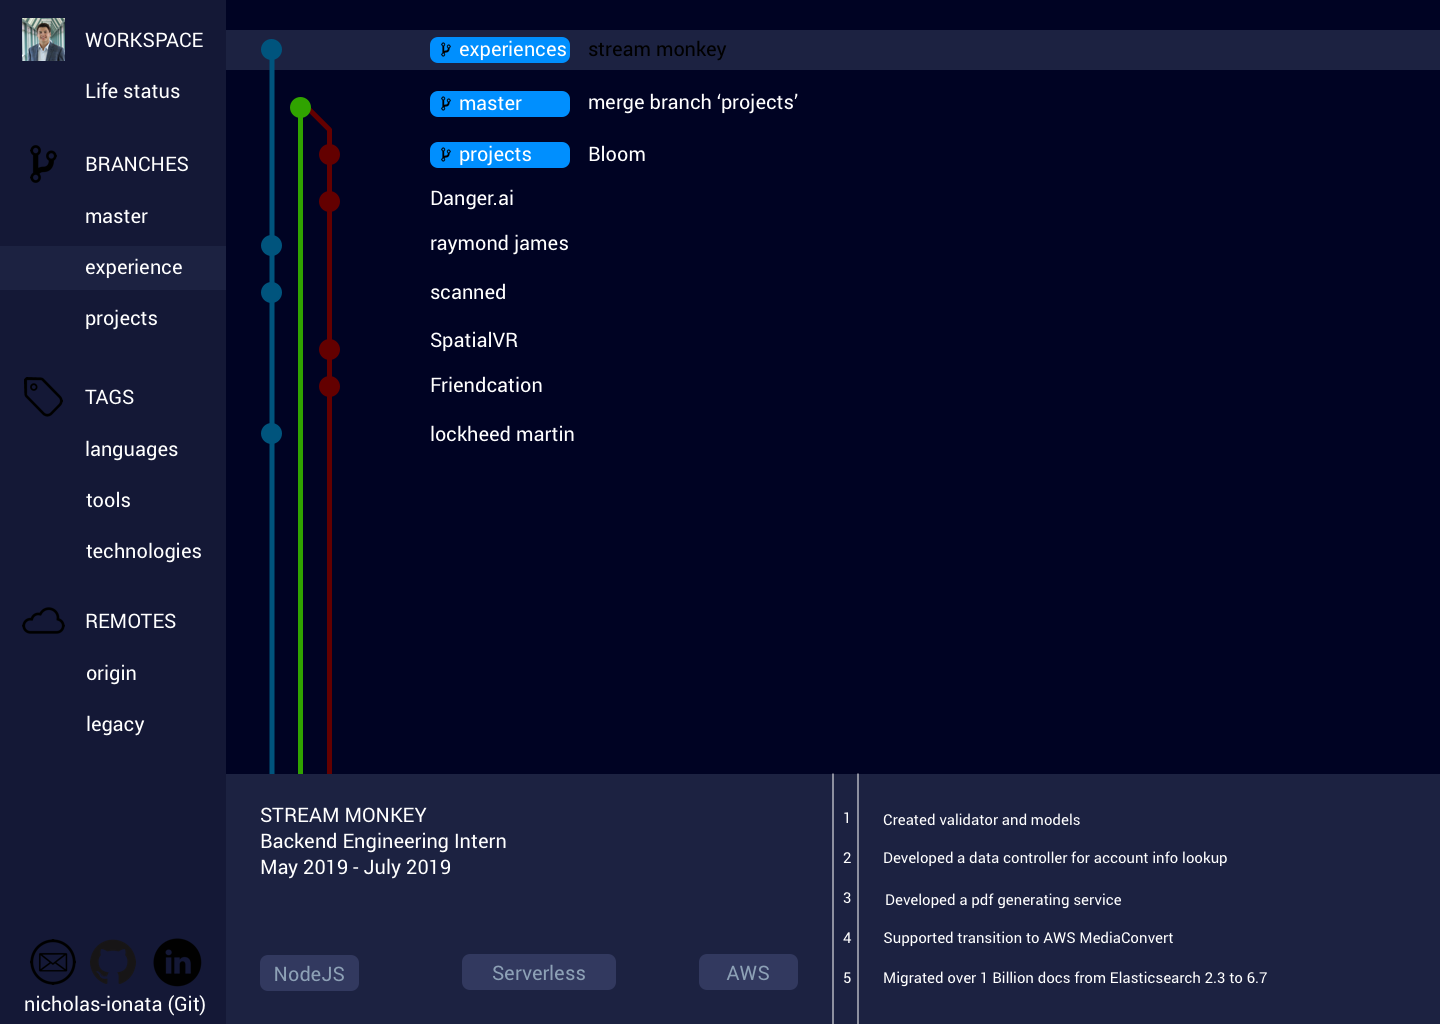 WORKSPACE
Life status
BRANCHES
master
experience
projects
TAGS
languages
tools
technologies
REMOTES
origin
legacy
in
nicholas-ionata (Git)
experiences stream monkey
master merge branch ‘projects’
projects Bloom
Danger.ai
raymond james
scanned
SpatialVR
Friendcation
lockheed martin
STREAM MONKEY
Backend Engineering Intern
May 2019 - July 2019
NodeJS Serverless AWS
1 Created validator and models
2 Developed a data controller for account info lookup
3 Developed a pdf generating service
4 Supported transition to AWS MediaConvert
5 Migrated over 1 Billion docs from Elasticsearch 2.3 to 6.7